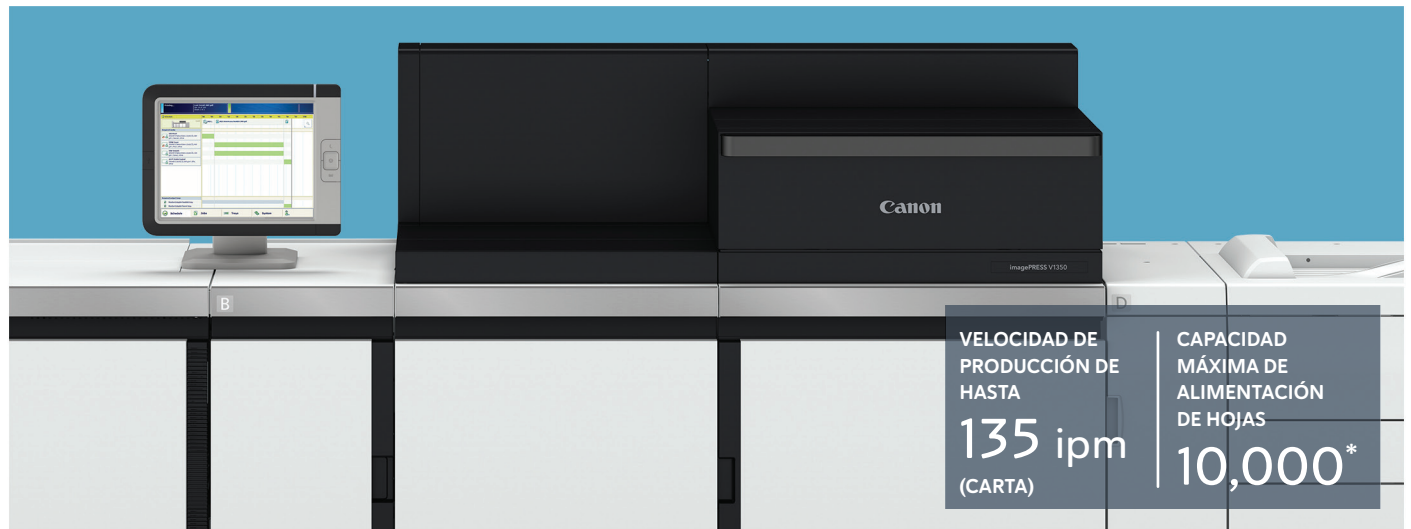 Canon
imagePRESS V1350
B
D
VELOCIDAD DE
PRODUCCIÓN DE
HASTA
135 ipm
(CARTA)
CAPACIDAD
MÁXIMA DE
ALIMENTACIÓN
DE HOJAS
10,000*